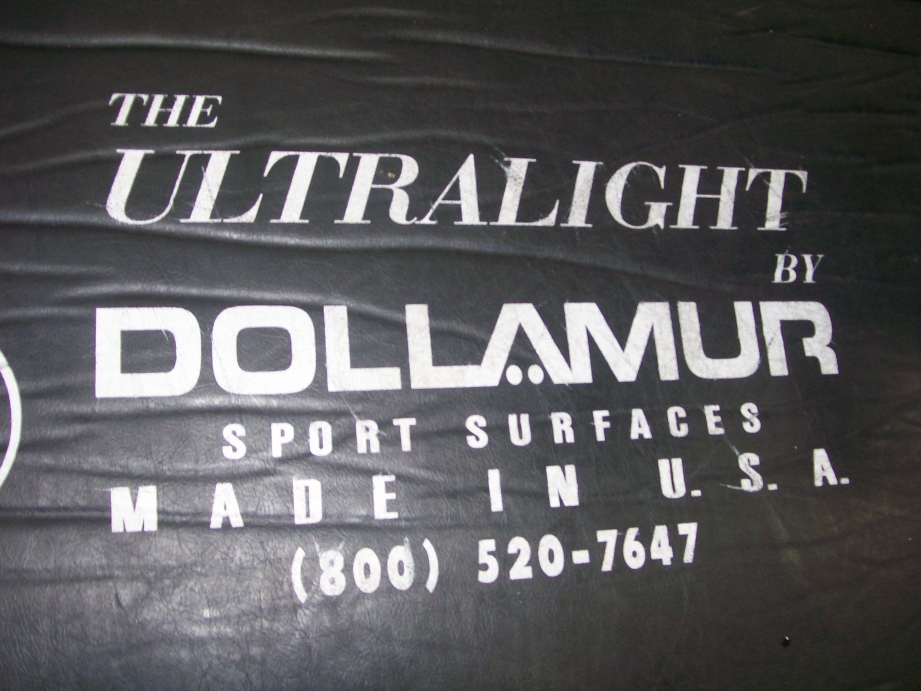 THE
ULTRALIGHT
BY
DOLLAMUR
SPORT SURFACES
MADE IN U.S.A.
(800) 520-7647